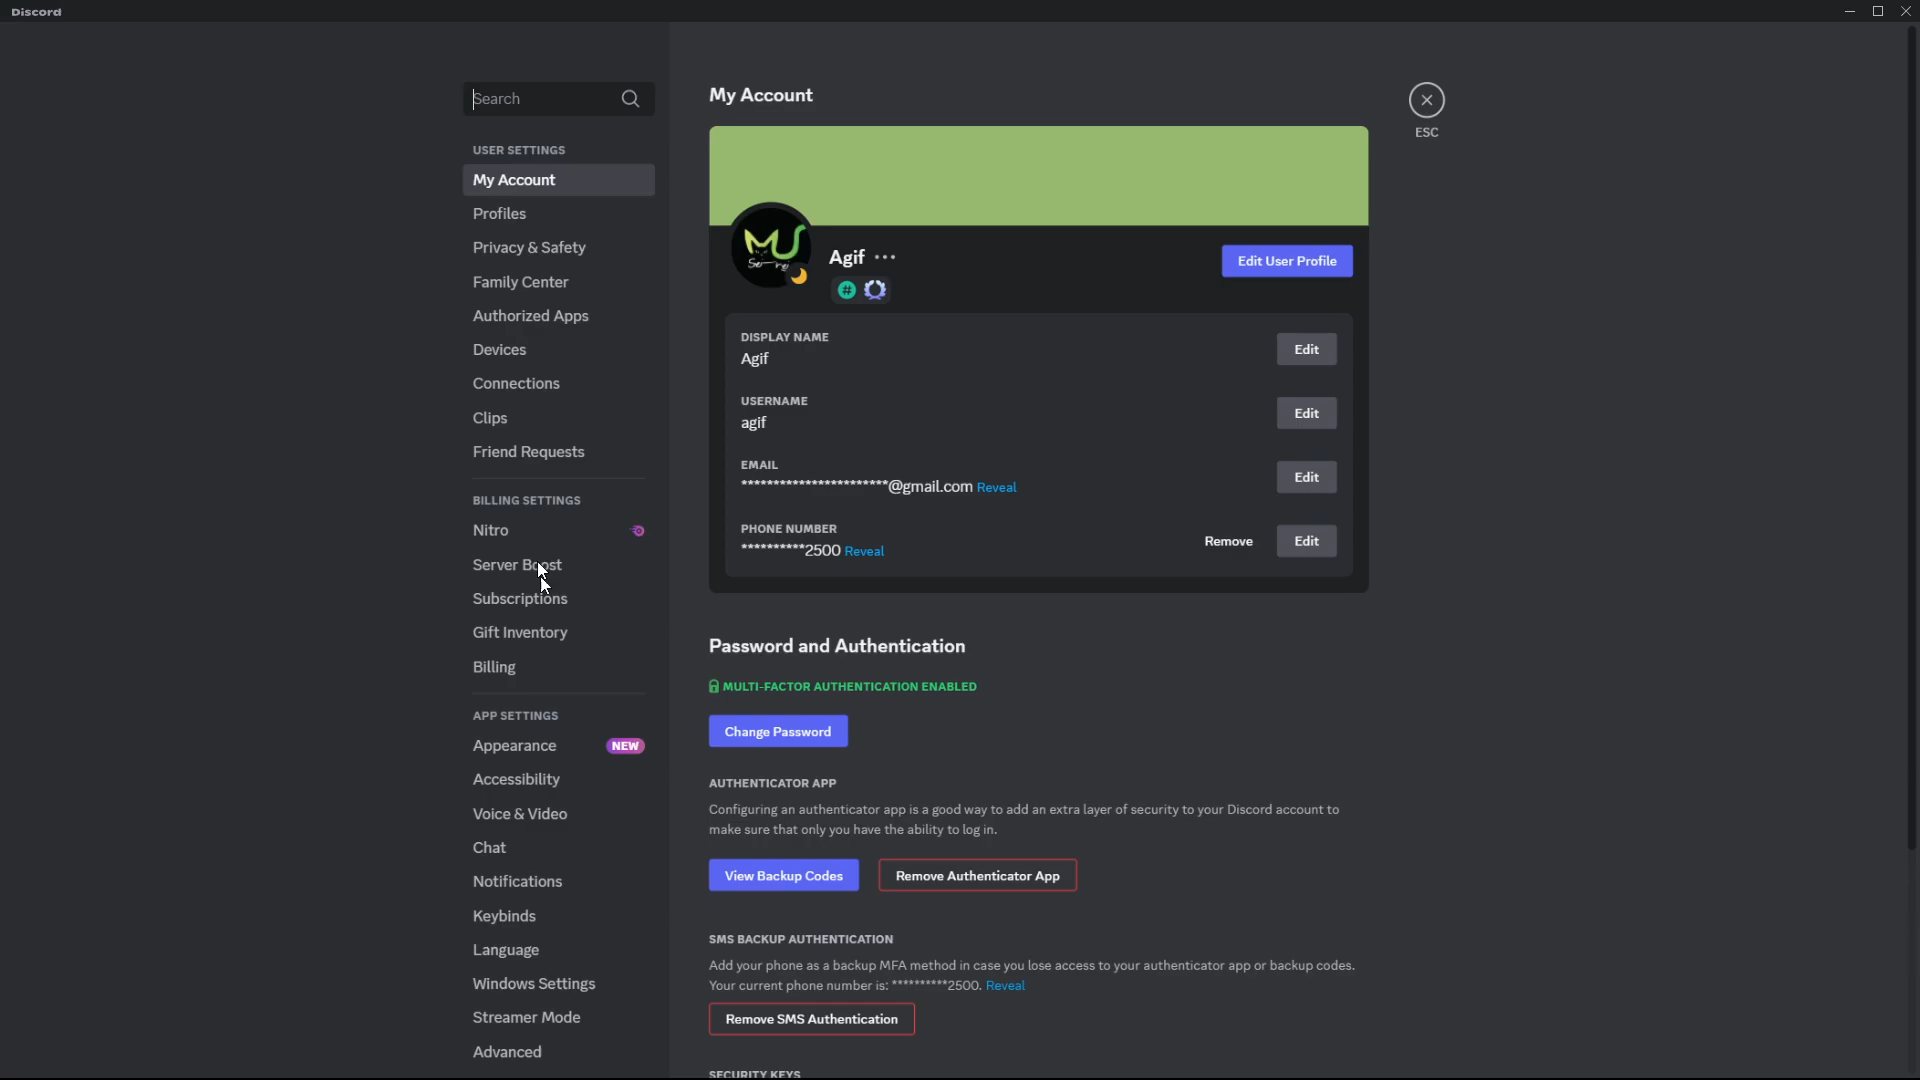 Discord
Search
USER SETTINGS
My Account
Profiles
Privacy & Safety
Family Center
Authorized Apps
Devices
Connections
Clips
Friend Requests
BILLING SETTINGS
Nitro
Server Boost
Subscriptions
Gift Inventory
Billing
APP SETTINGS
Appearance NEW
Accessibility
Voice & Video
Chat
Notifications
Keybinds
Language
Windows Settings
Streamer Mode
Advanced
My Account
ESC
MU
Agif
Edit User Profile
DISPLAY NAME
Agif
Edit
USERNAME
agif
Edit
EMAIL
***********************@gmail.com Reveal
Edit
PHONE NUMBER
**********2500 Reveal
Remove
Edit
Password and Authentication
MULTI-FACTOR AUTHENTICATION ENABLED
Change Password
AUTHENTICATOR APP
Configuring an authenticator app is a good way to add an extra layer of security to your Discord account to
make sure that only you have the ability to log in.
View Backup Codes
Remove Authenticator App
SMS BACKUP AUTHENTICATION
Add your phone as a backup MFA method in case you lose access to your authenticator app or backup codes.
Your current phone number is: **********2500. Reveal
Remove SMS Authentication
SECURITY KEYS